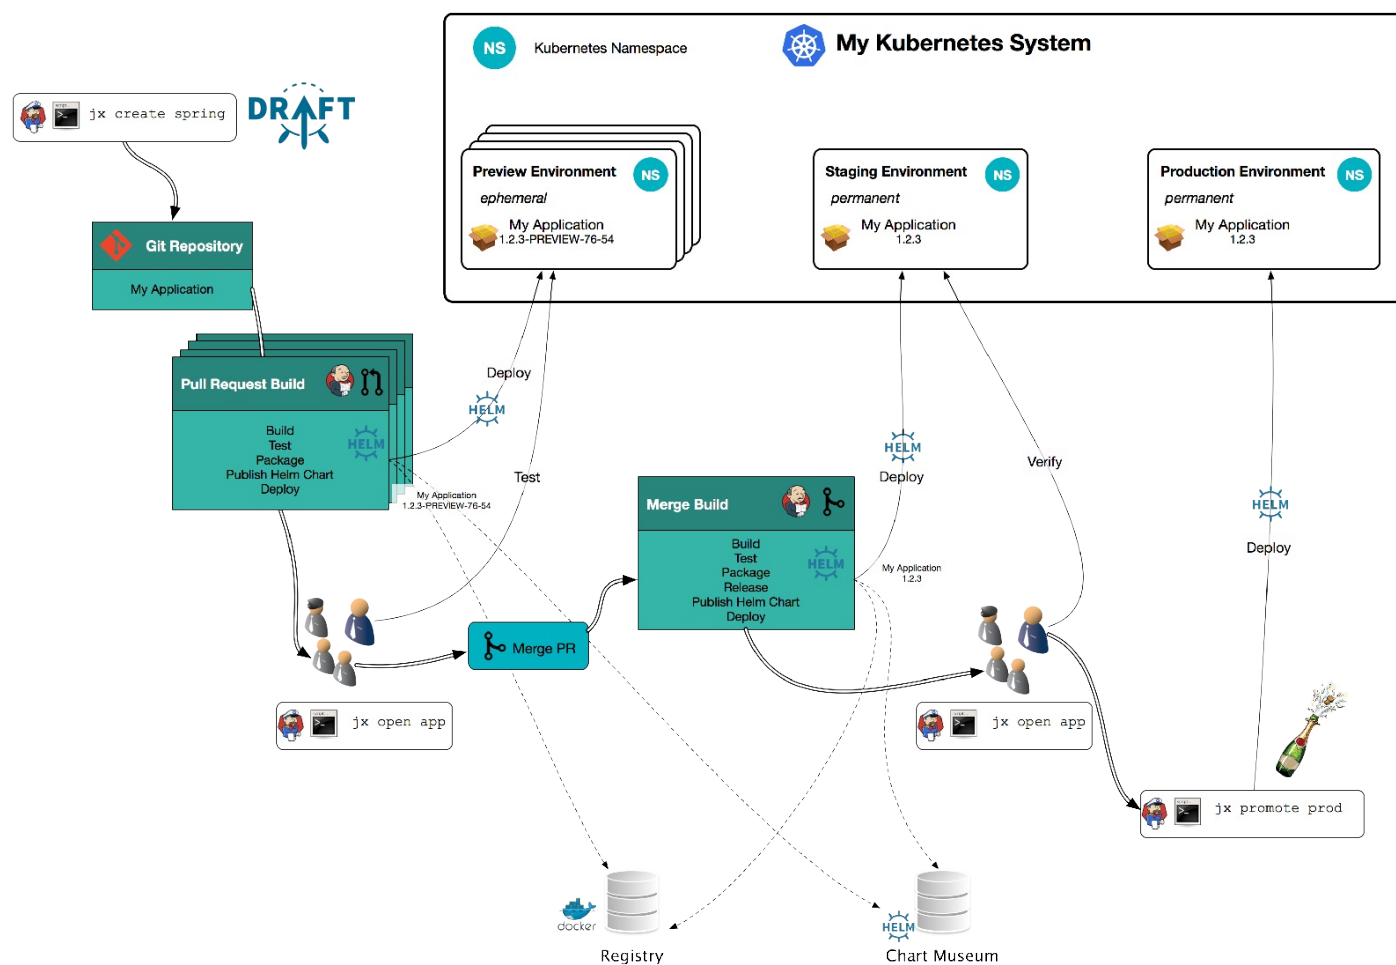 NS
Kubernetes Namespace
My Kubernetes System
jx create spring
DRAFT
Preview Environment
NS
ephemeral
My Application
1.2.3-PREVIEW-76-54
Staging Environment
NS
permanent
My Application
1.2.3
Production Environment
NS
permanent
My Application
1.2.3
Git Repository
My Application
Pull Request Build
Build
Test
Package
Publish Helm Chart
Deploy
HELM
Deploy
HELM
Test
My Application
1.2.3-PREVIEW-76-54
Merge PR
jx open app
Merge Build
Build
Test
Package
Release
Publish Helm Chart
Deploy
HELM
HELM
Deploy
My Application
1.2.3
Verify
jx open app
HELM
Deploy
jx promote prod
docker
Registry
HELM
Chart Museum